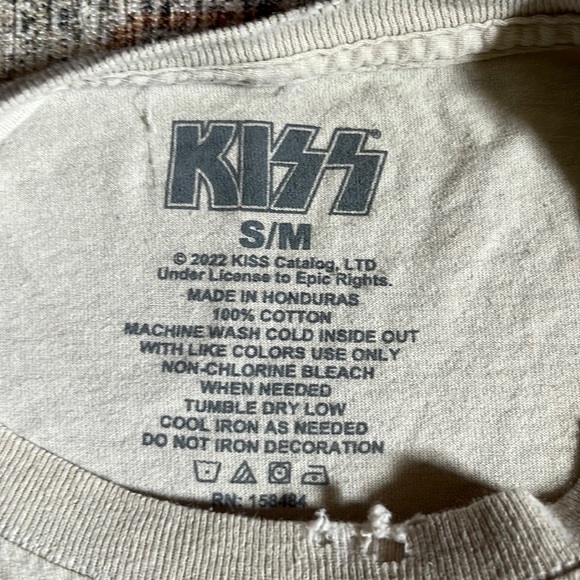 KISS®
S/M
© 2022 KISS Catalog, LTD
Under License to Epic Rights.
MADE IN HONDURAS
100% COTTON
MACHINE WASH COLD INSIDE OUT
WITH LIKE COLORS USE ONLY
NON-CHLORINE BLEACH
WHEN NEEDED
TUMBLE DRY LOW
COOL IRON AS NEEDED
DO NOT IRON DECORATION
RN: 158484